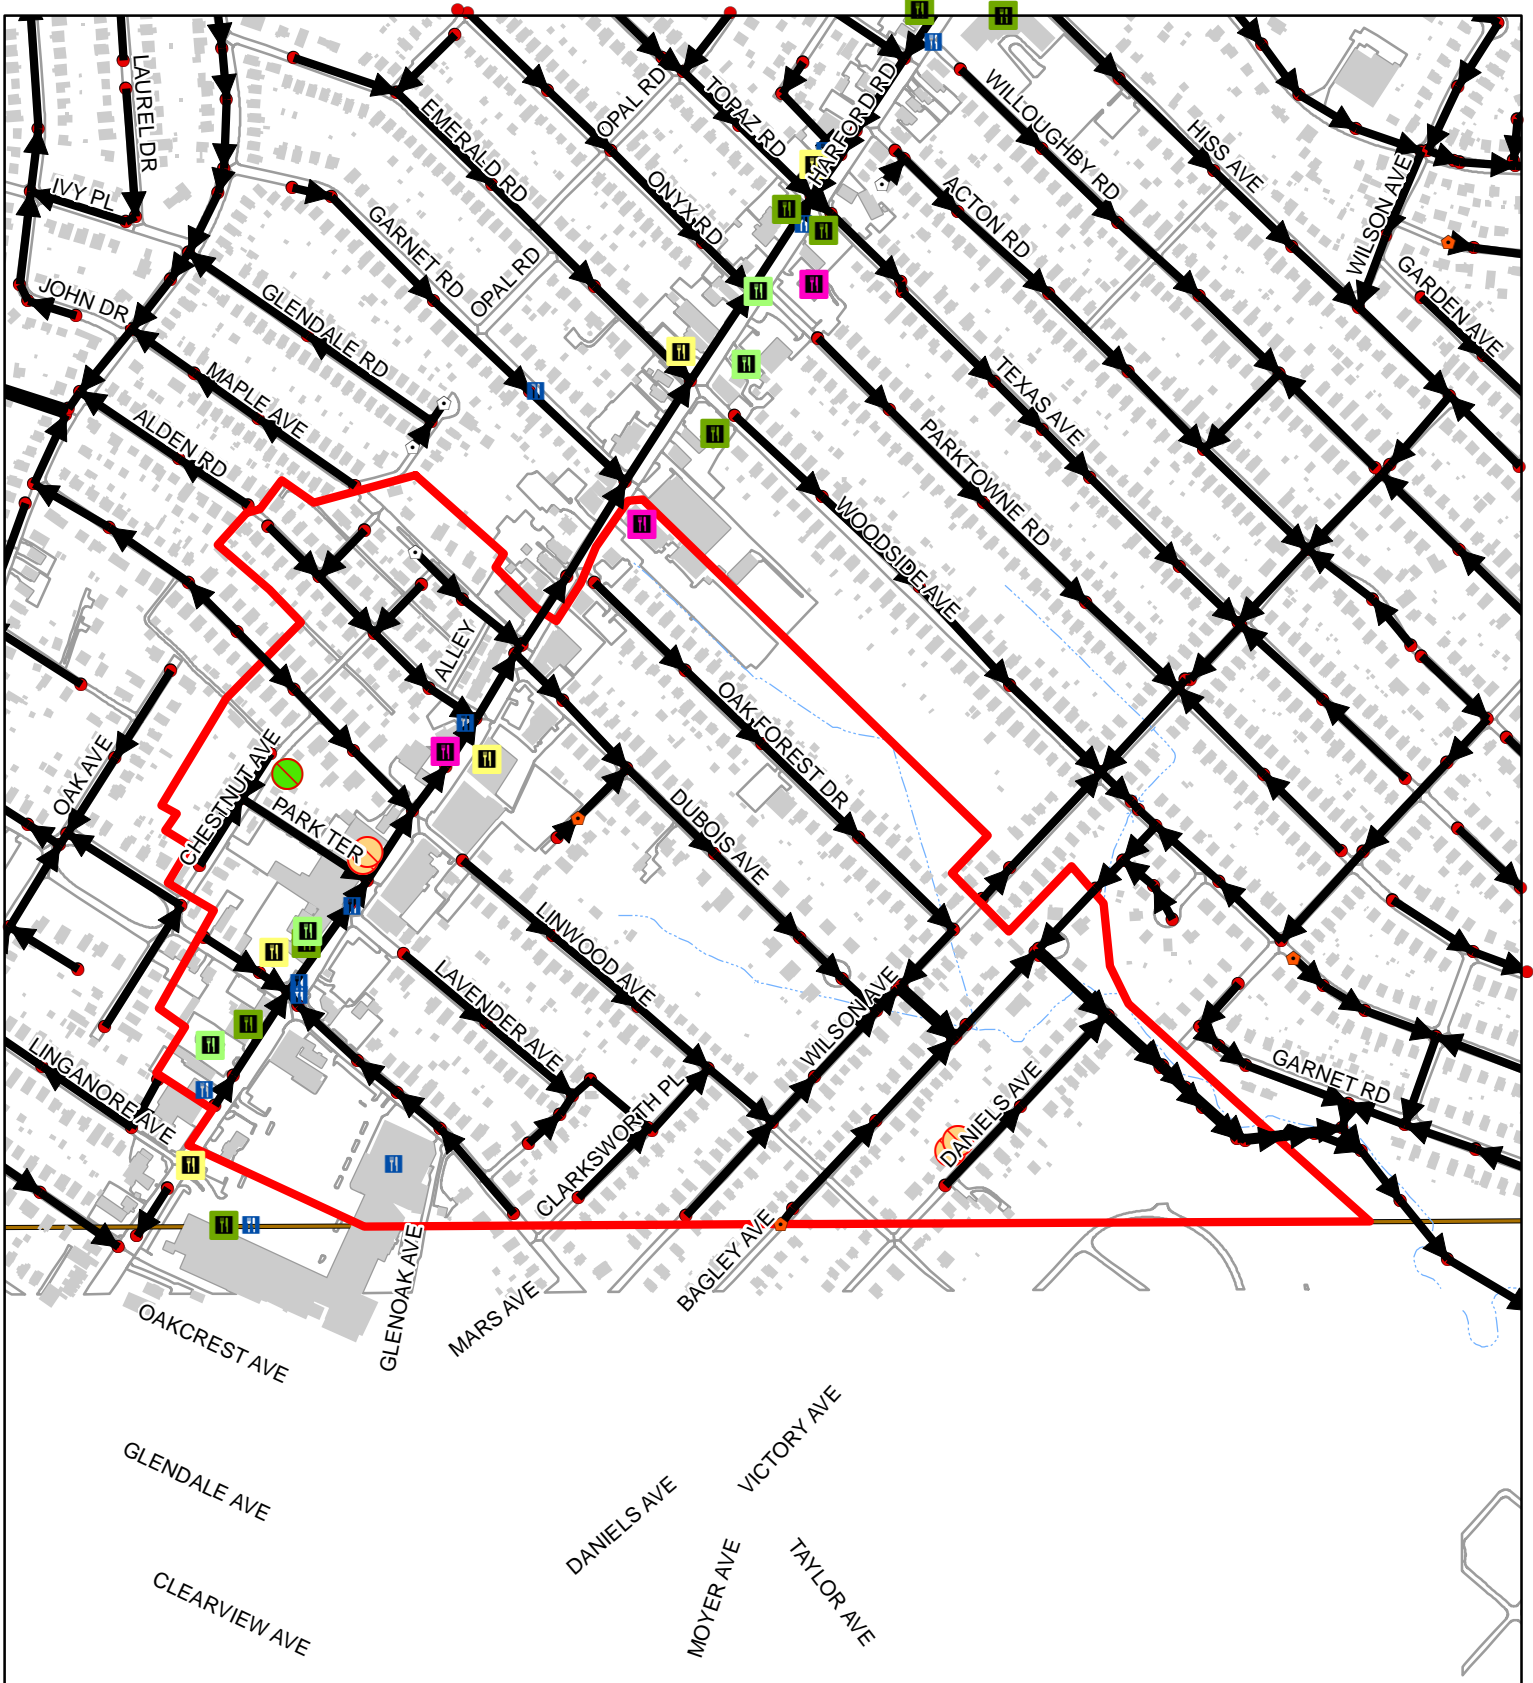 LAUREL DR
IVY PL
JOHN DR
EMERALD RD
OPAL RD
TOPAZ RD
HARFORD RD
WILLOUGHBY RD
HISS AVE
WILSON AVE
GARDEN AVE
GARNET RD
ONYX RD
OPAL RD
ACTON RD
GLENDALE RD
MAPLE AVE
ALDEN RD
TEXAS AVE
PARKTOWNE RD
WOODSIDE AVE
ALLEY
OAK AVE
CHESTNUT AVE
PARK TER
OAK FOREST DR
DUBOIS AVE
LINWOOD AVE
LAVENDER AVE
WILSON AVE
LINGANORE AVE
CLARKSWORTH PL
DANIELS AVE
GARNET RD
BAGLEY AVE
GLENOAK AVE
MARS AVE
OAKCREST AVE
GLENDALE AVE
VICTORY AVE
DANIELS AVE
MOYER AVE
TAYLOR AVE
CLEARVIEW AVE